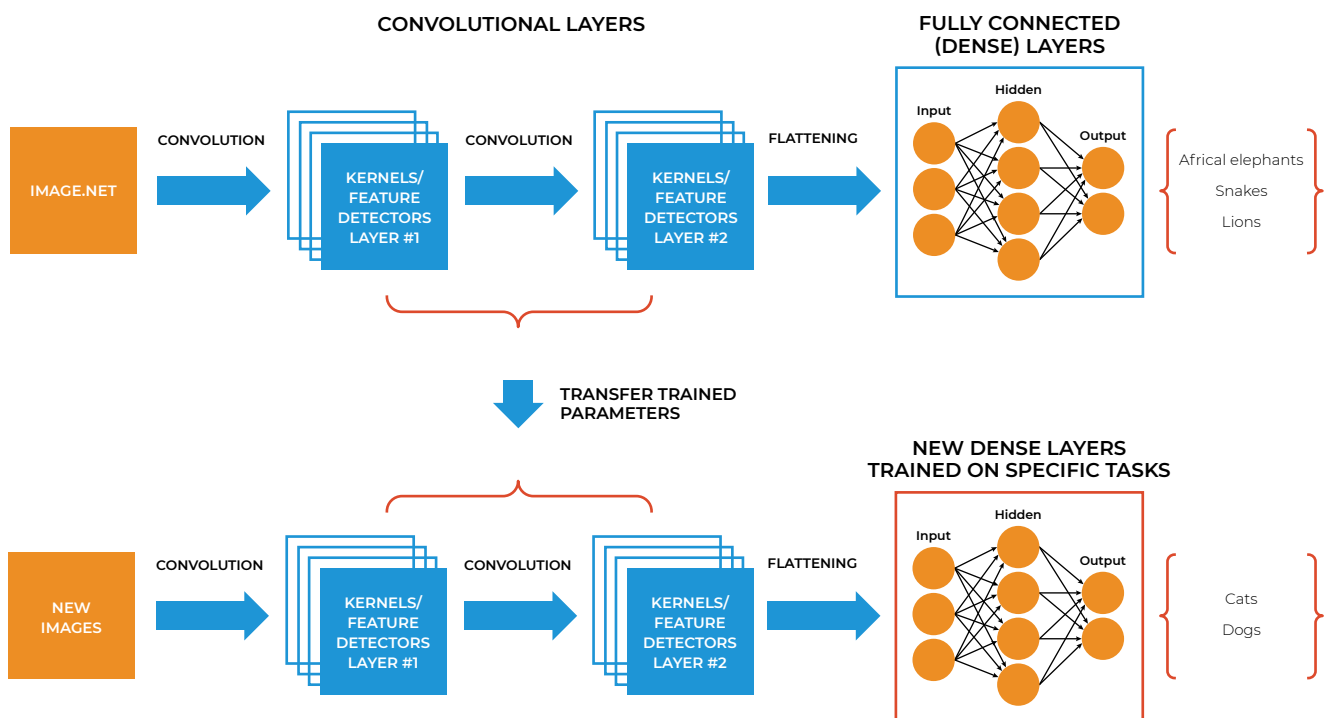 CONVOLUTIONAL LAYERS
FULLY CONNECTED
(DENSE) LAYERS
IMAGE.NET
CONVOLUTION
KERNELS/
FEATURE
DETECTORS
LAYER #1
CONVOLUTION
KERNELS/
FEATURE
DETECTORS
LAYER #2
FLATTENING
Input
Hidden
Output
Africal elephants
Snakes
Lions
TRANSFER TRAINED
PARAMETERS
NEW DENSE LAYERS
TRAINED ON SPECIFIC TASKS
NEW
IMAGES
CONVOLUTION
KERNELS/
FEATURE
DETECTORS
LAYER #1
CONVOLUTION
KERNELS/
FEATURE
DETECTORS
LAYER #2
FLATTENING
Input
Hidden
Output
Cats
Dogs